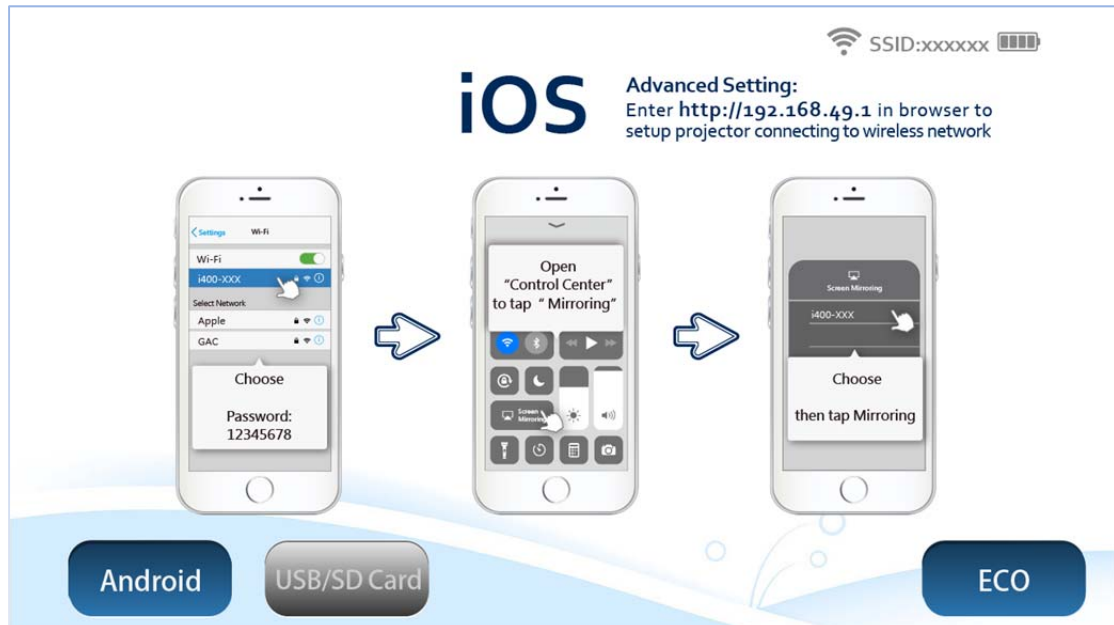 SSID:xxxxxx
iOS
Advanced Setting:
Enter http://192.168.49.1 in browser to
setup projector connecting to wireless network
Settings Wi-Fi
Wi-Fi
i400-XXX
Select Network
Apple
GAC
Choose
Password:
12345678
Open
“Control Center”
to tap “ Mirroring”
Screen
Mirroring
Screen Mirroring
i400-XXX
Choose
then tap Mirroring
Android
USB/SD Card
ECO